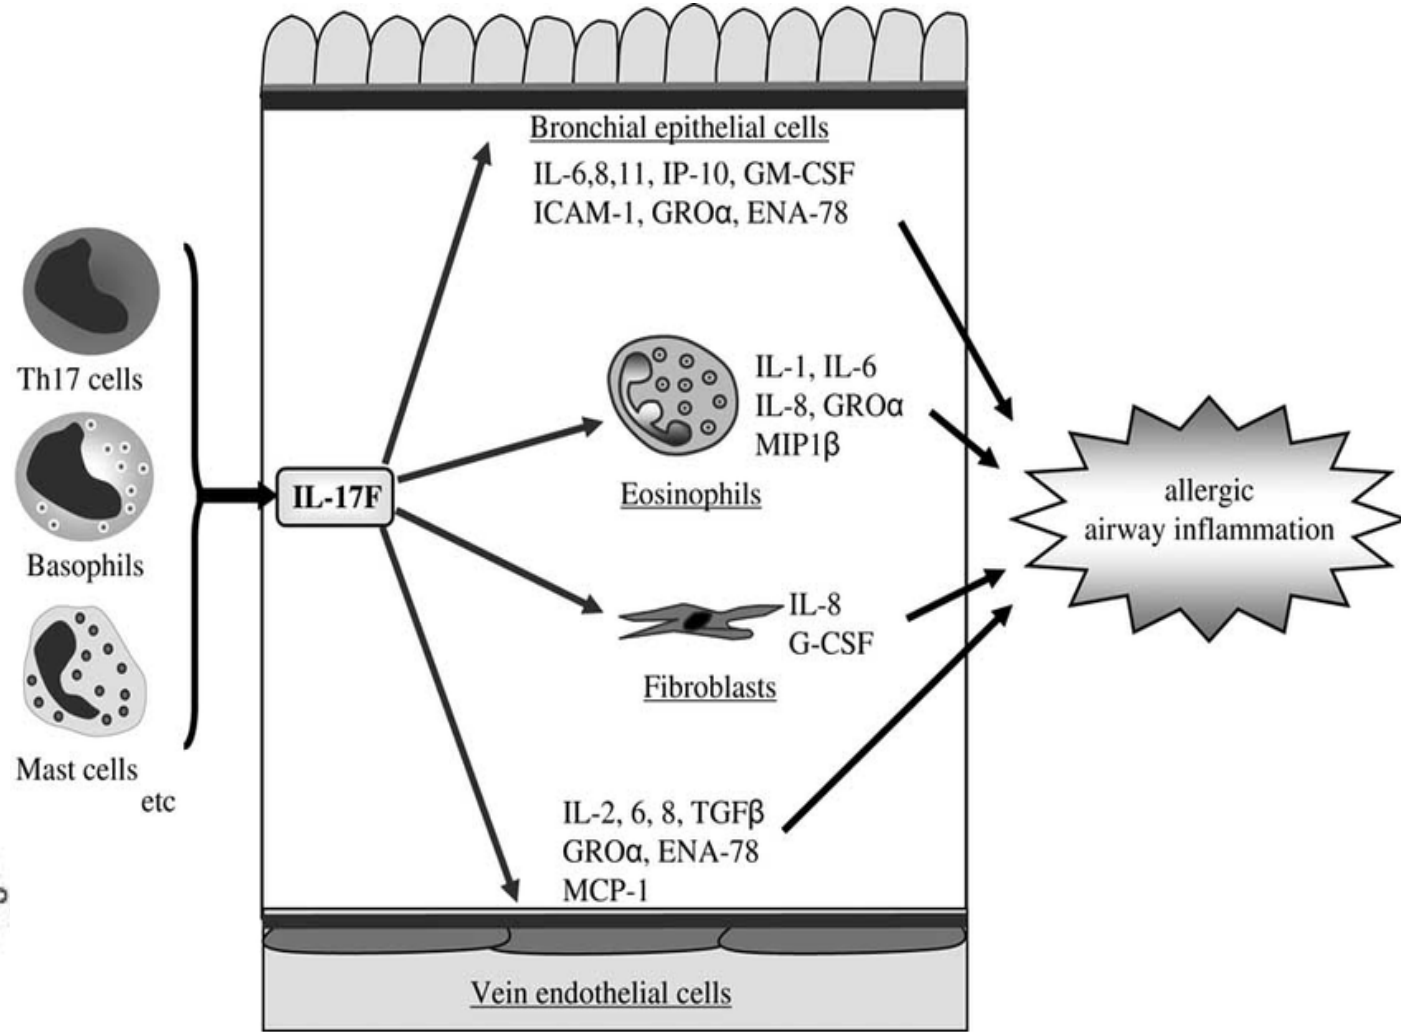 Bronchial epithelial cells
IL-6,8,11, IP-10, GM-CSF
ICAM-1, GROα, ENA-78
Th17 cells
Basophils
Mast cells
etc
IL-17F
IL-1, IL-6
IL-8, GROα
MIP1β
Eosinophils
IL-8
G-CSF
Fibroblasts
IL-2, 6, 8, TGFβ
GROα, ENA-78
MCP-1
Vein endothelial cells
allergic
airway inflammation